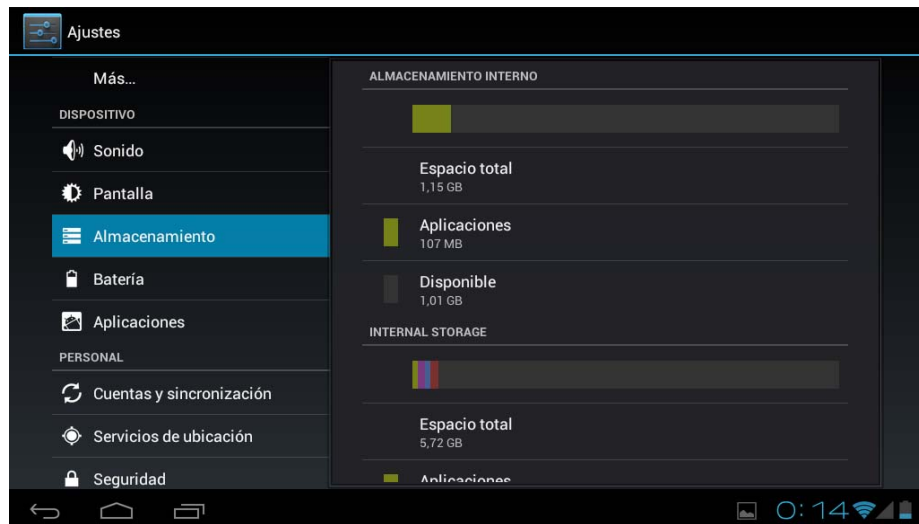 Ajustes
Más...
DISPOSITIVO
Sonido
Pantalla
Almacenamiento
Batería
Aplicaciones
PERSONAL
Cuentas y sincronización
Servicios de ubicación
Seguridad
ALMACENAMIENTO INTERNO
Espacio total
1,15 GB
Aplicaciones
107 MB
Disponible
1,01 GB
INTERNAL STORAGE
Espacio total
5,72 GB
Aplicaciones
0:14